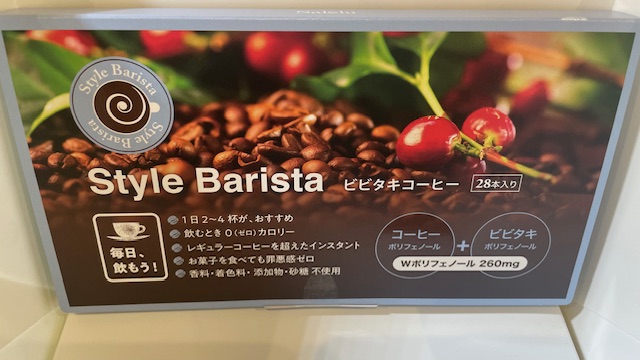 Style Barista
Style Barista
Style Barista ビビタキコーヒー 28本入り
毎日、
飲もう！
1日2~4杯が、おすすめ
飲むとき0(ゼロ)カロリー
レギュラーコーヒーを超えたインスタント
お菓子を食べても罪悪感ゼロ
香料・着色料・添加物・砂糖 不使用
コーヒー
ポリフェノール
+
ビビタキ
ポリフェノール
Wポリフェノール 260mg